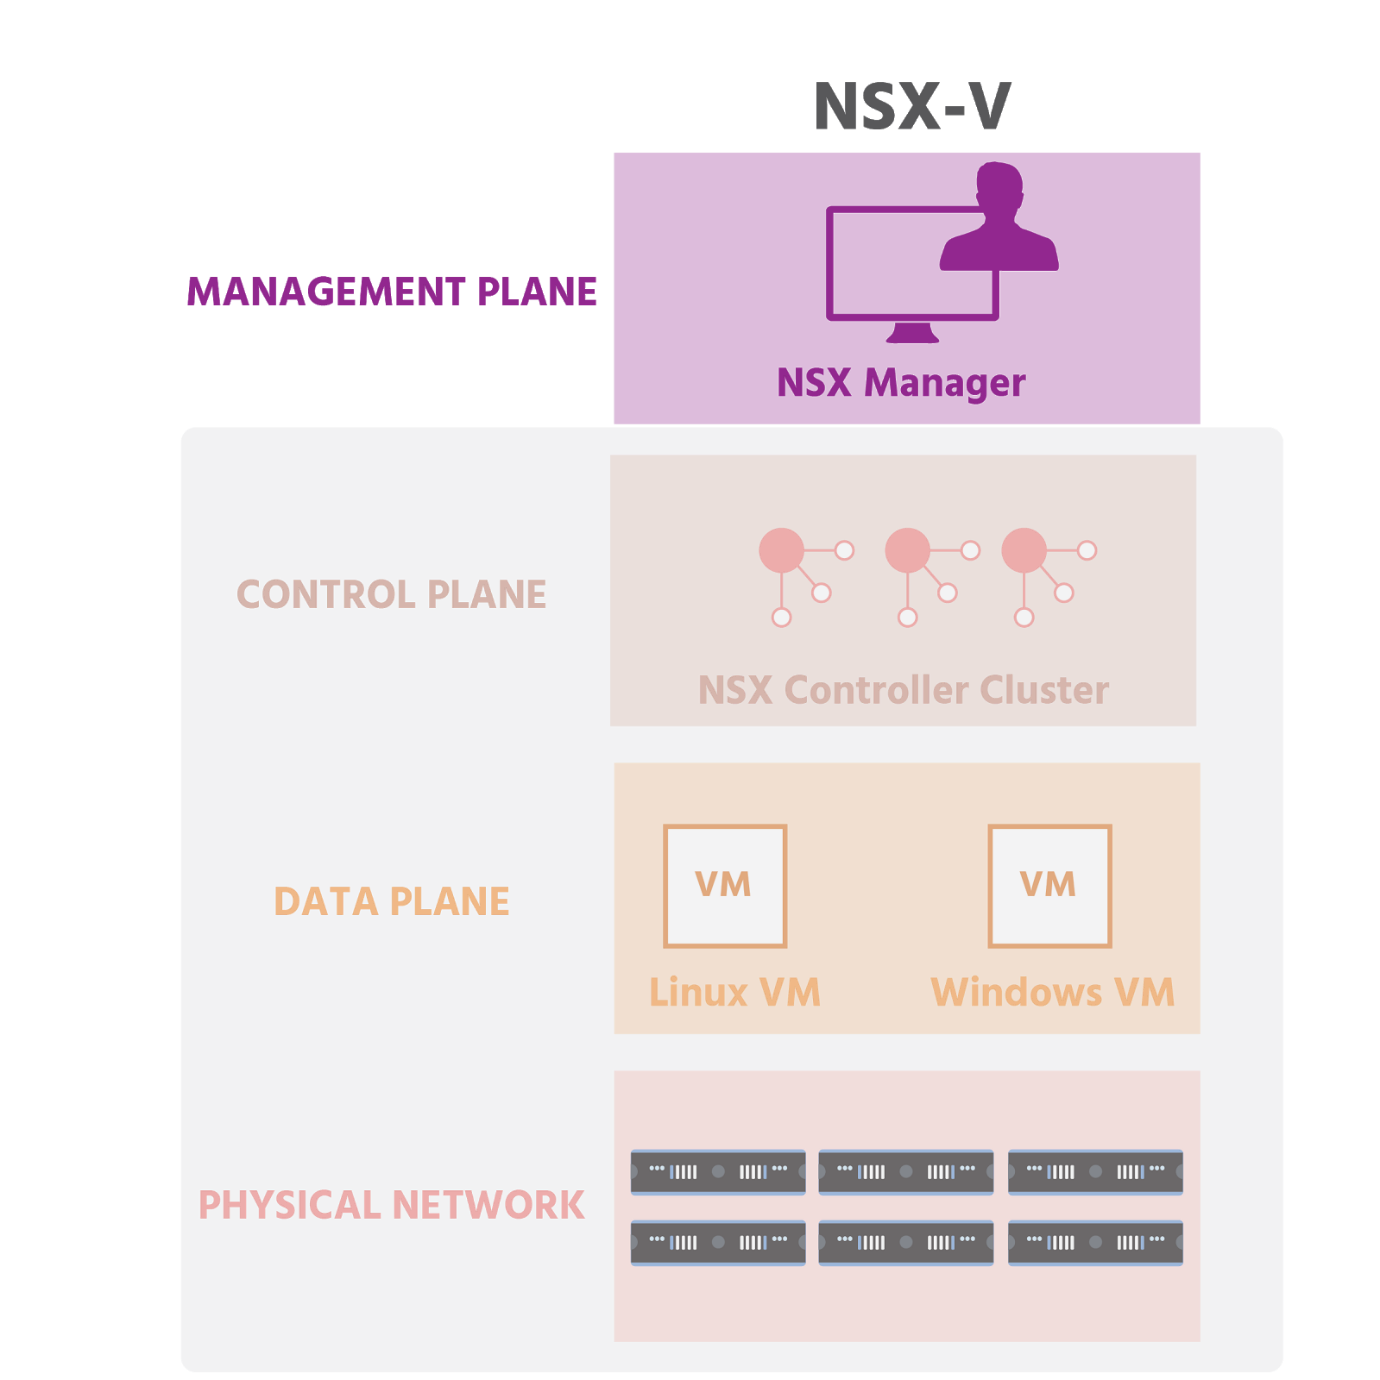 NSX-V
MANAGEMENT PLANE
NSX Manager
CONTROL PLANE
NSX Controller Cluster
DATA PLANE
VM
VM
Linux VM
Windows VM
PHYSICAL NETWORK